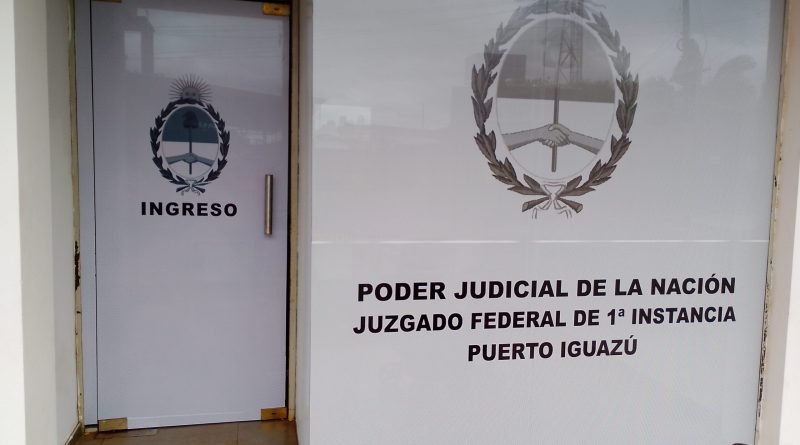 INGRESO
PODER JUDICIAL DE LA NACIÓN
JUZGADO FEDERAL DE 1ª INSTANCIA
PUERTO IGUAZÚ